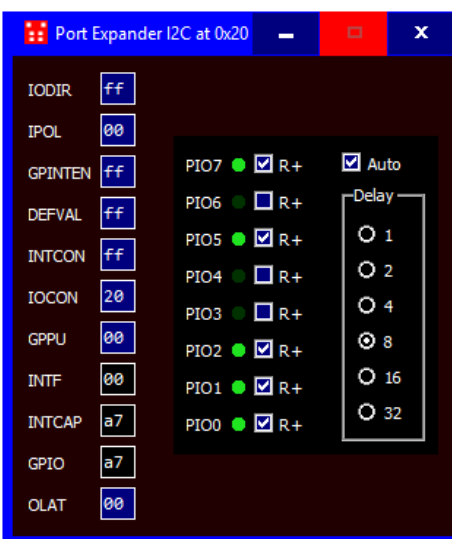 Port Expander I2C at 0x20
IODIR ff
IPOL 00
GPINTEN ff
DEFVAL ff
INTCON ff
IOCON 20
GPPU 00
INTF 00
INTCAP a7
GPIO a7
OLAT 00
PIO7 R+
PIO6 R+
PIO5 R+
PIO4 R+
PIO3 R+
PIO2 R+
PIO1 R+
PIO0 R+
Auto
Delay
1
2
4
8
16
32